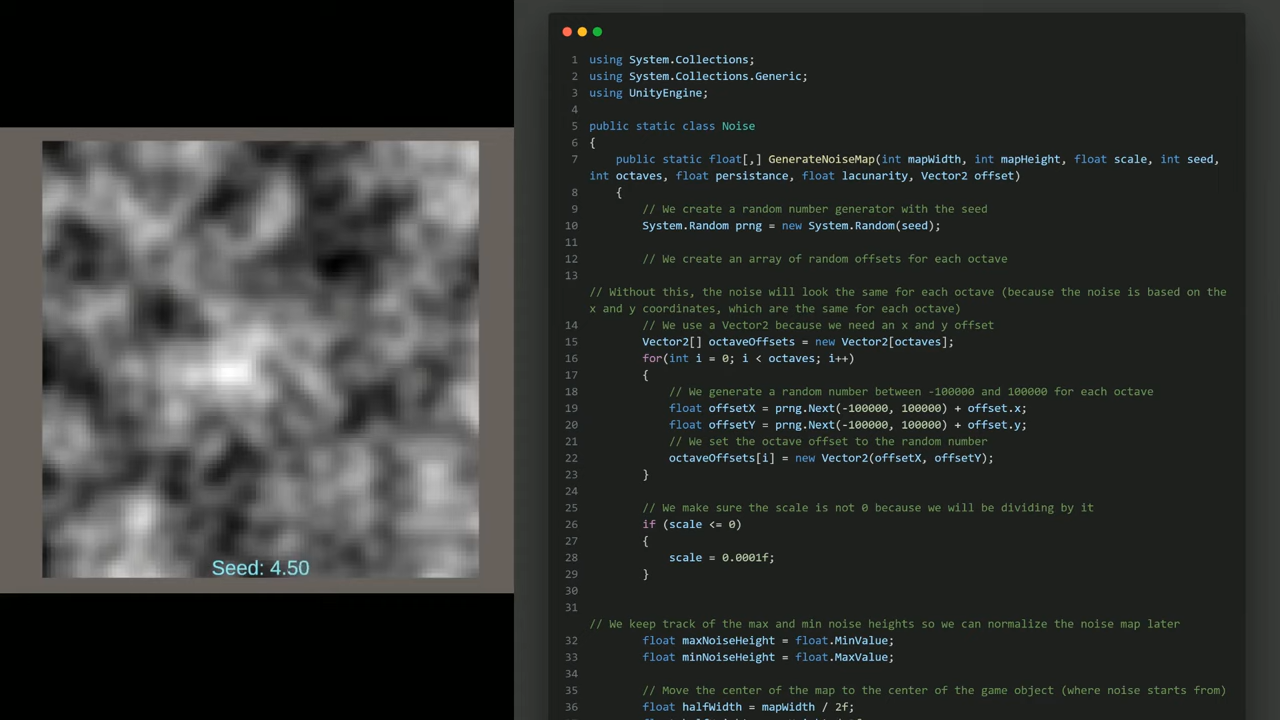 Seed: 4.50
1 using System.Collections;
2 using System.Collections.Generic;
3 using UnityEngine;
4
5 public static class Noise
6 {
7 public static float[,] GenerateNoiseMap(int mapWidth, int mapHeight, float scale, int seed,
int octaves, float persistance, float lacunarity, Vector2 offset)
8 {
9 // We create a random number generator with the seed
10 System.Random prng = new System.Random(seed);
11
12 // We create an array of random offsets for each octave
13
// Without this, the noise will look the same for each octave (because the noise is based on the
x and y coordinates, which are the same for each octave)
14 // We use a Vector2 because we need an x and y offset
15 Vector2[] octaveOffsets = new Vector2[octaves];
16 for(int i = 0; i < octaves; i++)
17 {
18 // We generate a random number between -100000 and 100000 for each octave
19 float offsetX = prng.Next(-100000, 100000) + offset.x;
20 float offsetY = prng.Next(-100000, 100000) + offset.y;
21 // We set the octave offset to the random number
22 octaveOffsets[i] = new Vector2(offsetX, offsetY);
23 }
24
25 // We make sure the scale is not 0 because we will be dividing by it
26 if (scale <= 0)
27 {
28 scale = 0.0001f;
29 }
30
31
// We keep track of the max and min noise heights so we can normalize the noise map later
32 float maxNoiseHeight = float.MinValue;
33 float minNoiseHeight = float.MaxValue;
34
35 // Move the center of the map to the center of the game object (where noise starts from)
36 float halfWidth = mapWidth / 2f;